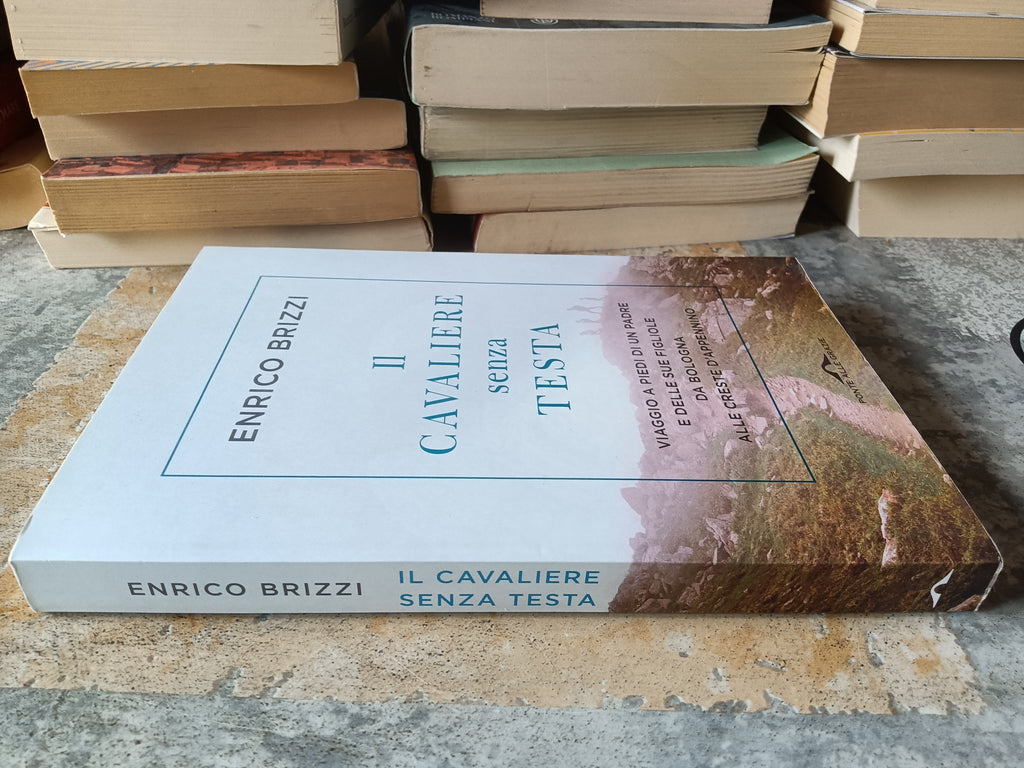 ENRICO BRIZZI
Il
CAVALIERE
senza
TESTA
VIAGGIO A PIEDI DI UN PADRE
E DELLE SUE FIGLIOLE
DA BOLOGNA
ALLE CRESTE D'APPENNINO
PONTE ALLE GRAZIE
ENRICO BRIZZI
IL CAVALIERE
SENZA TESTA